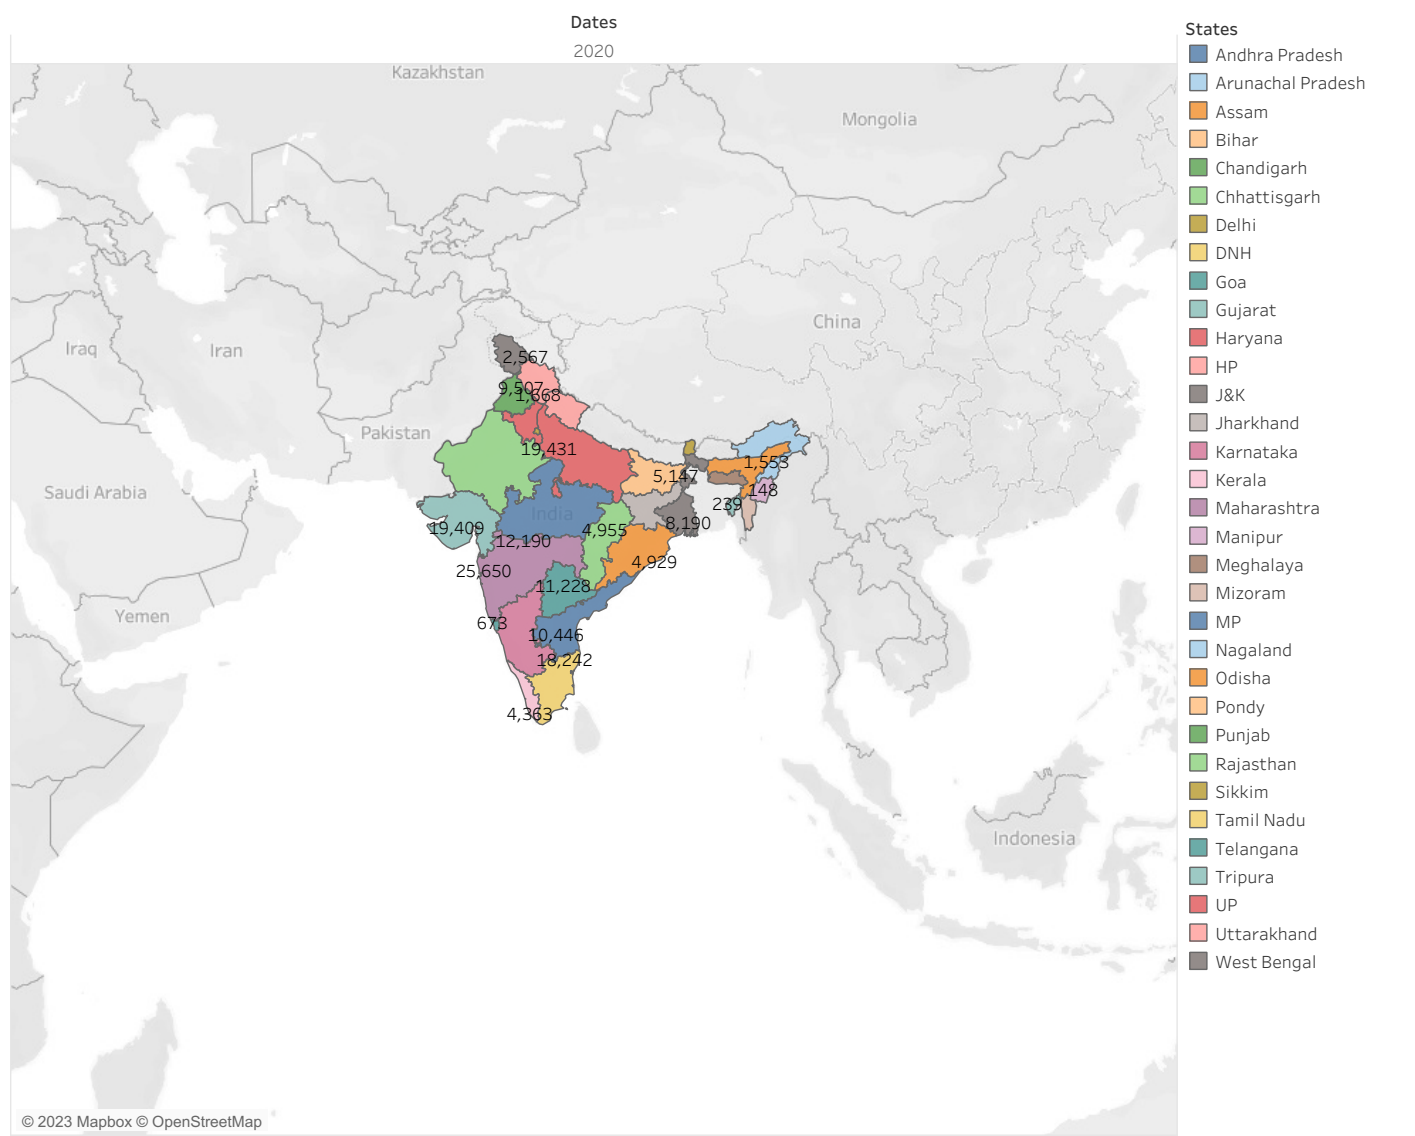 Dates
2020
Kazakhstan
Mongolia
China
Iraq
Iran
Pakistan
Saudi Arabia
Yemen
India
Indonesia
2,567
9,507
1,668
19,431
5,147
1,553
148
239
19,409
12,190
4,955
8,190
4,929
25,650
11,228
673
10,446
18,242
4,363
© 2023 Mapbox © OpenStreetMap
States
Andhra Pradesh
Arunachal Pradesh
Assam
Bihar
Chandigarh
Chhattisgarh
Delhi
DNH
Goa
Gujarat
Haryana
HP
J&K
Jharkhand
Karnataka
Kerala
Maharashtra
Manipur
Meghalaya
Mizoram
MP
Nagaland
Odisha
Pondy
Punjab
Rajasthan
Sikkim
Tamil Nadu
Telangana
Tripura
UP
Uttarakhand
West Bengal